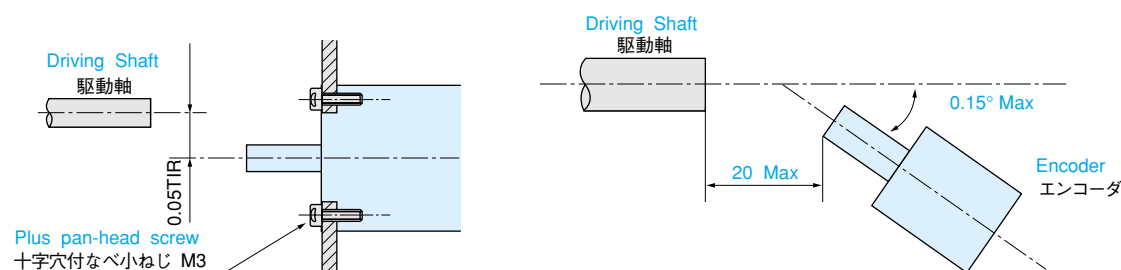 Driving Shaft
駆動軸
0.05TIR
Plus pan-head screw
十字穴付なべ小ねじ M3
Driving Shaft
駆動軸
0.15° Max
20 Max
Encoder
エンコーダ